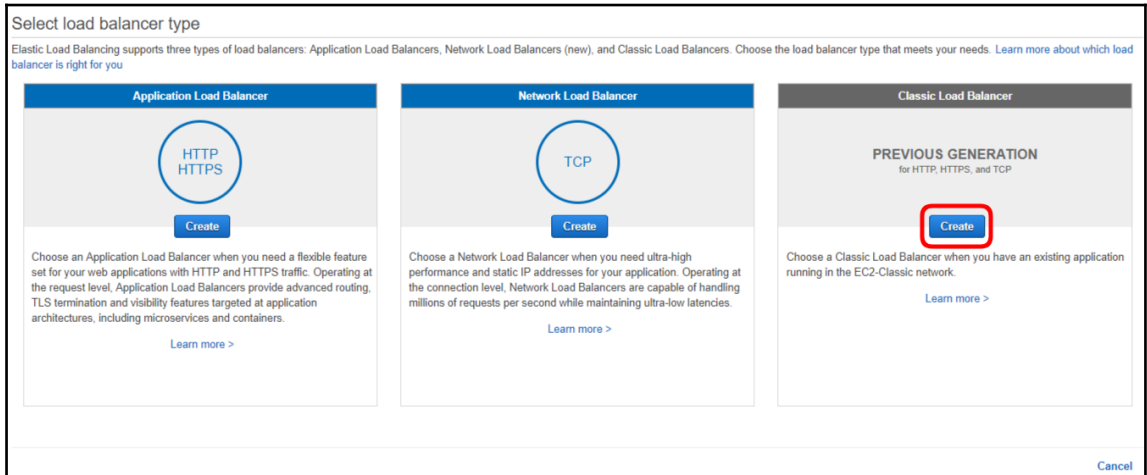 Select load balancer type
Elastic Load Balancing supports three types of load balancers: Application Load Balancers, Network Load Balancers (new), and Classic Load Balancers. Choose the load balancer type that meets your needs. Learn more about which load
balancer is right for you
Application Load Balancer
HTTP
HTTPS
Create
Choose an Application Load Balancer when you need a flexible feature
set for your web applications with HTTP and HTTPS traffic. Operating at
the request level, Application Load Balancers provide advanced routing,
TLS termination and visibility features targeted at application
architectures, including microservices and containers.
Learn more >
Network Load Balancer
TCP
Create
Choose a Network Load Balancer when you need ultra-high
performance and static IP addresses for your application. Operating at
the connection level, Network Load Balancers are capable of handling
millions of requests per second while maintaining ultra-low latencies.
Learn more >
Classic Load Balancer
PREVIOUS GENERATION
for HTTP, HTTPS, and TCP
Create
Choose a Classic Load Balancer when you have an existing application
running in the EC2-Classic network.
Learn more >
Cancel